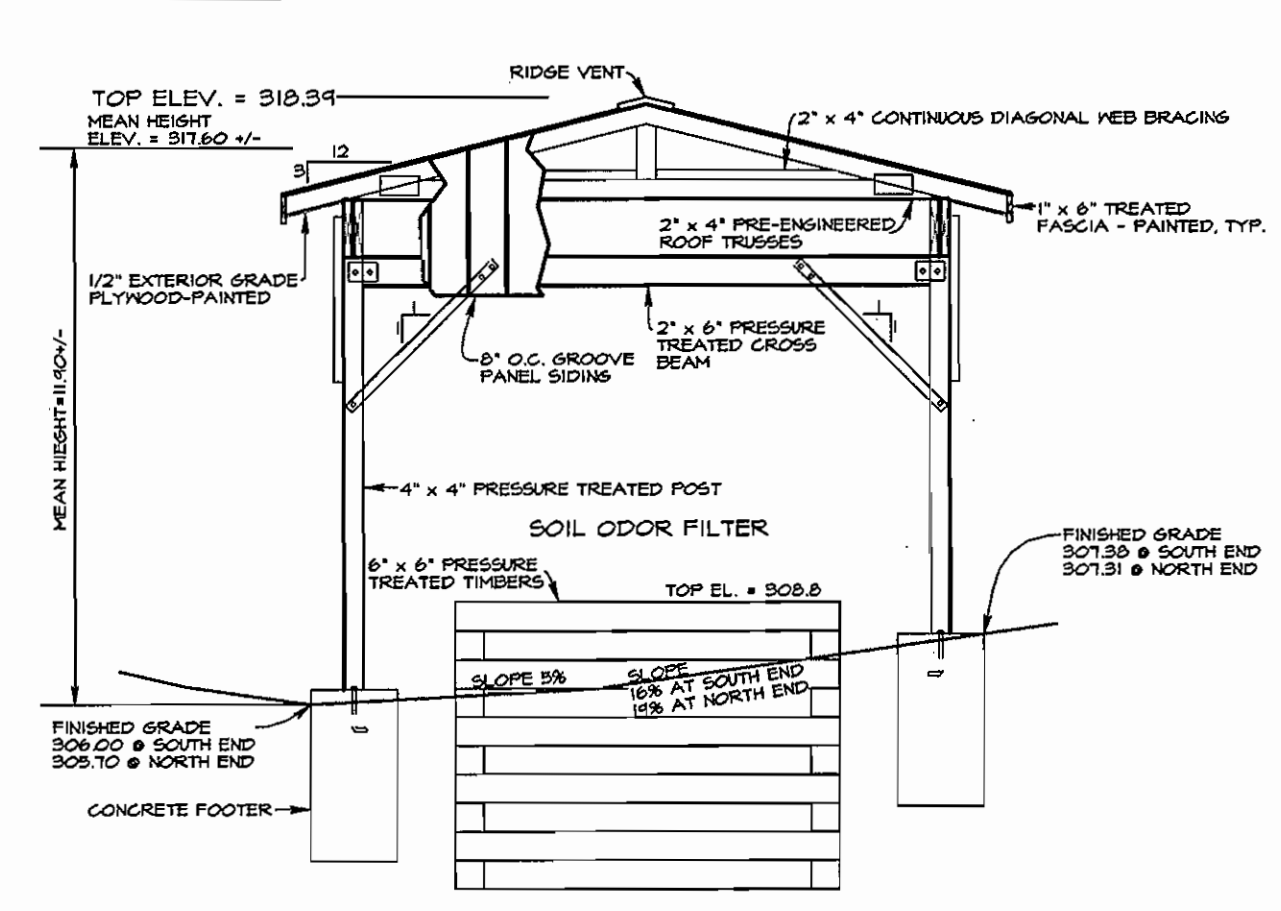 RIDGE VENT
TOP ELEV. = 318.39
MEAN HEIGHT
ELEV. = 317.60 +/-
2" x 4" CONTINUOUS DIAGONAL WEB BRACING
12
3
1" x 6" TREATED
FASCIA - PAINTED, TYP.
2" x 4" PRE-ENGINEERED
ROOF TRUSSES
1/2" EXTERIOR GRADE
PLYWOOD-PAINTED
2" x 6" PRESSURE
TREATED CROSS
BEAM
8" O.C. GROOVE
PANEL SIDING
MEAN HIEGHT=11.90+/-
4" x 4" PRESSURE TREATED POST
SOIL ODOR FILTER
FINISHED GRADE
307.38 @ SOUTH END
307.31 @ NORTH END
6" x 6" PRESSURE
TREATED TIMBERS
TOP EL. = 308.8
SLOPE 5%
SLOPE
16% AT SOUTH END
19% AT NORTH END
FINISHED GRADE
306.00 @ SOUTH END
305.70 @ NORTH END
CONCRETE FOOTER